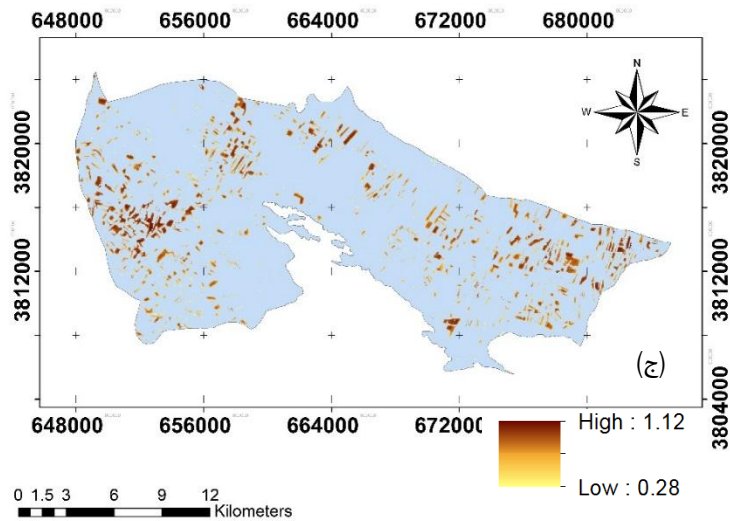 648000 656000 664000 672000 680000
N
W E
S
3820000 3820000
3812000 3812000
(ج)
3804000
648000 656000 664000 672000
High : 1.12
Low : 0.28
0 1.5 3 6 9 12
Kilometers